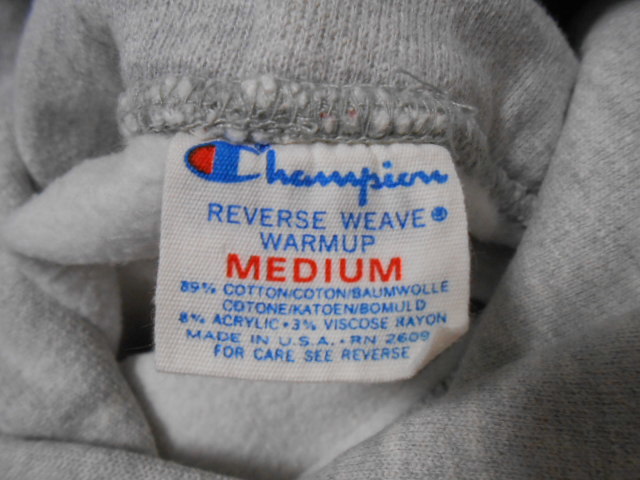 Champion
REVERSE WEAVE®
WARMUP
MEDIUM
89% COTTON/COTON/BAUMWOLLE
COTONE/KATOEN/BOMULD
8% ACRYLIC • 3% VISCOSE RAYON
MADE IN U.S.A. • RN 2609
FOR CARE SEE REVERSE